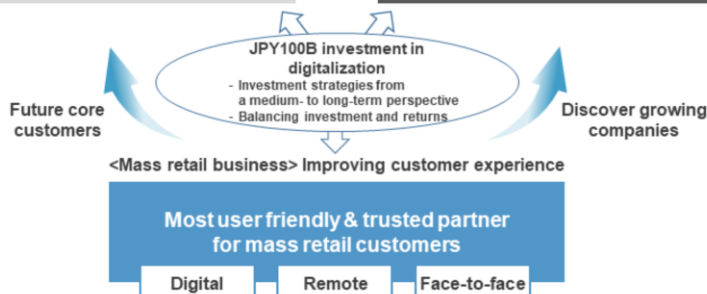 JPY100B investment in
digitalization
- Investment strategies from
a medium- to long-term perspective
- Balancing investment and returns
Future core
customers
Discover growing
companies
<Mass retail business> Improving customer experience
Most user friendly & trusted partner
for mass retail customers
Digital
Remote
Face-to-face